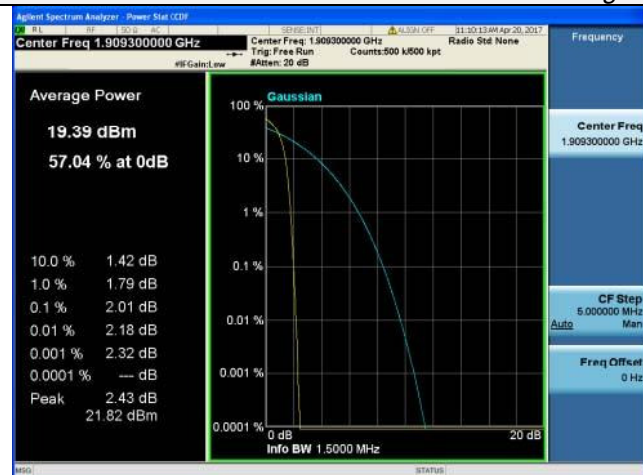 Agilent Spectrum Analyzer - Power Stat CCDF
RL RF 50 Ω AC SENSE:INT ALIGN OFF 11:10:13 AM Apr 20, 2017
Center Freq 1.909300000 GHz
Center Freq: 1.909300000 GHz Radio Std: None
Trig: Free Run Counts:500 k/500 kpt
#IFGain:Low #Atten: 20 dB
Frequency
Average Power
19.39 dBm
57.04 % at 0dB
10.0 % 1.42 dB
1.0 % 1.79 dB
0.1 % 2.01 dB
0.01 % 2.18 dB
0.001 % 2.32 dB
0.0001 % --- dB
Peak 2.43 dB
21.82 dBm
Gaussian
100 %
10 %
1 %
0.1 %
0.01 %
0.001 %
0.0001 %
0 dB 20 dB
Info BW 1.5000 MHz
Center Freq
1.909300000 GHz
CF Step
5.000000 MHz
Auto Man
Freq Offset
0 Hz
MSG STATUS